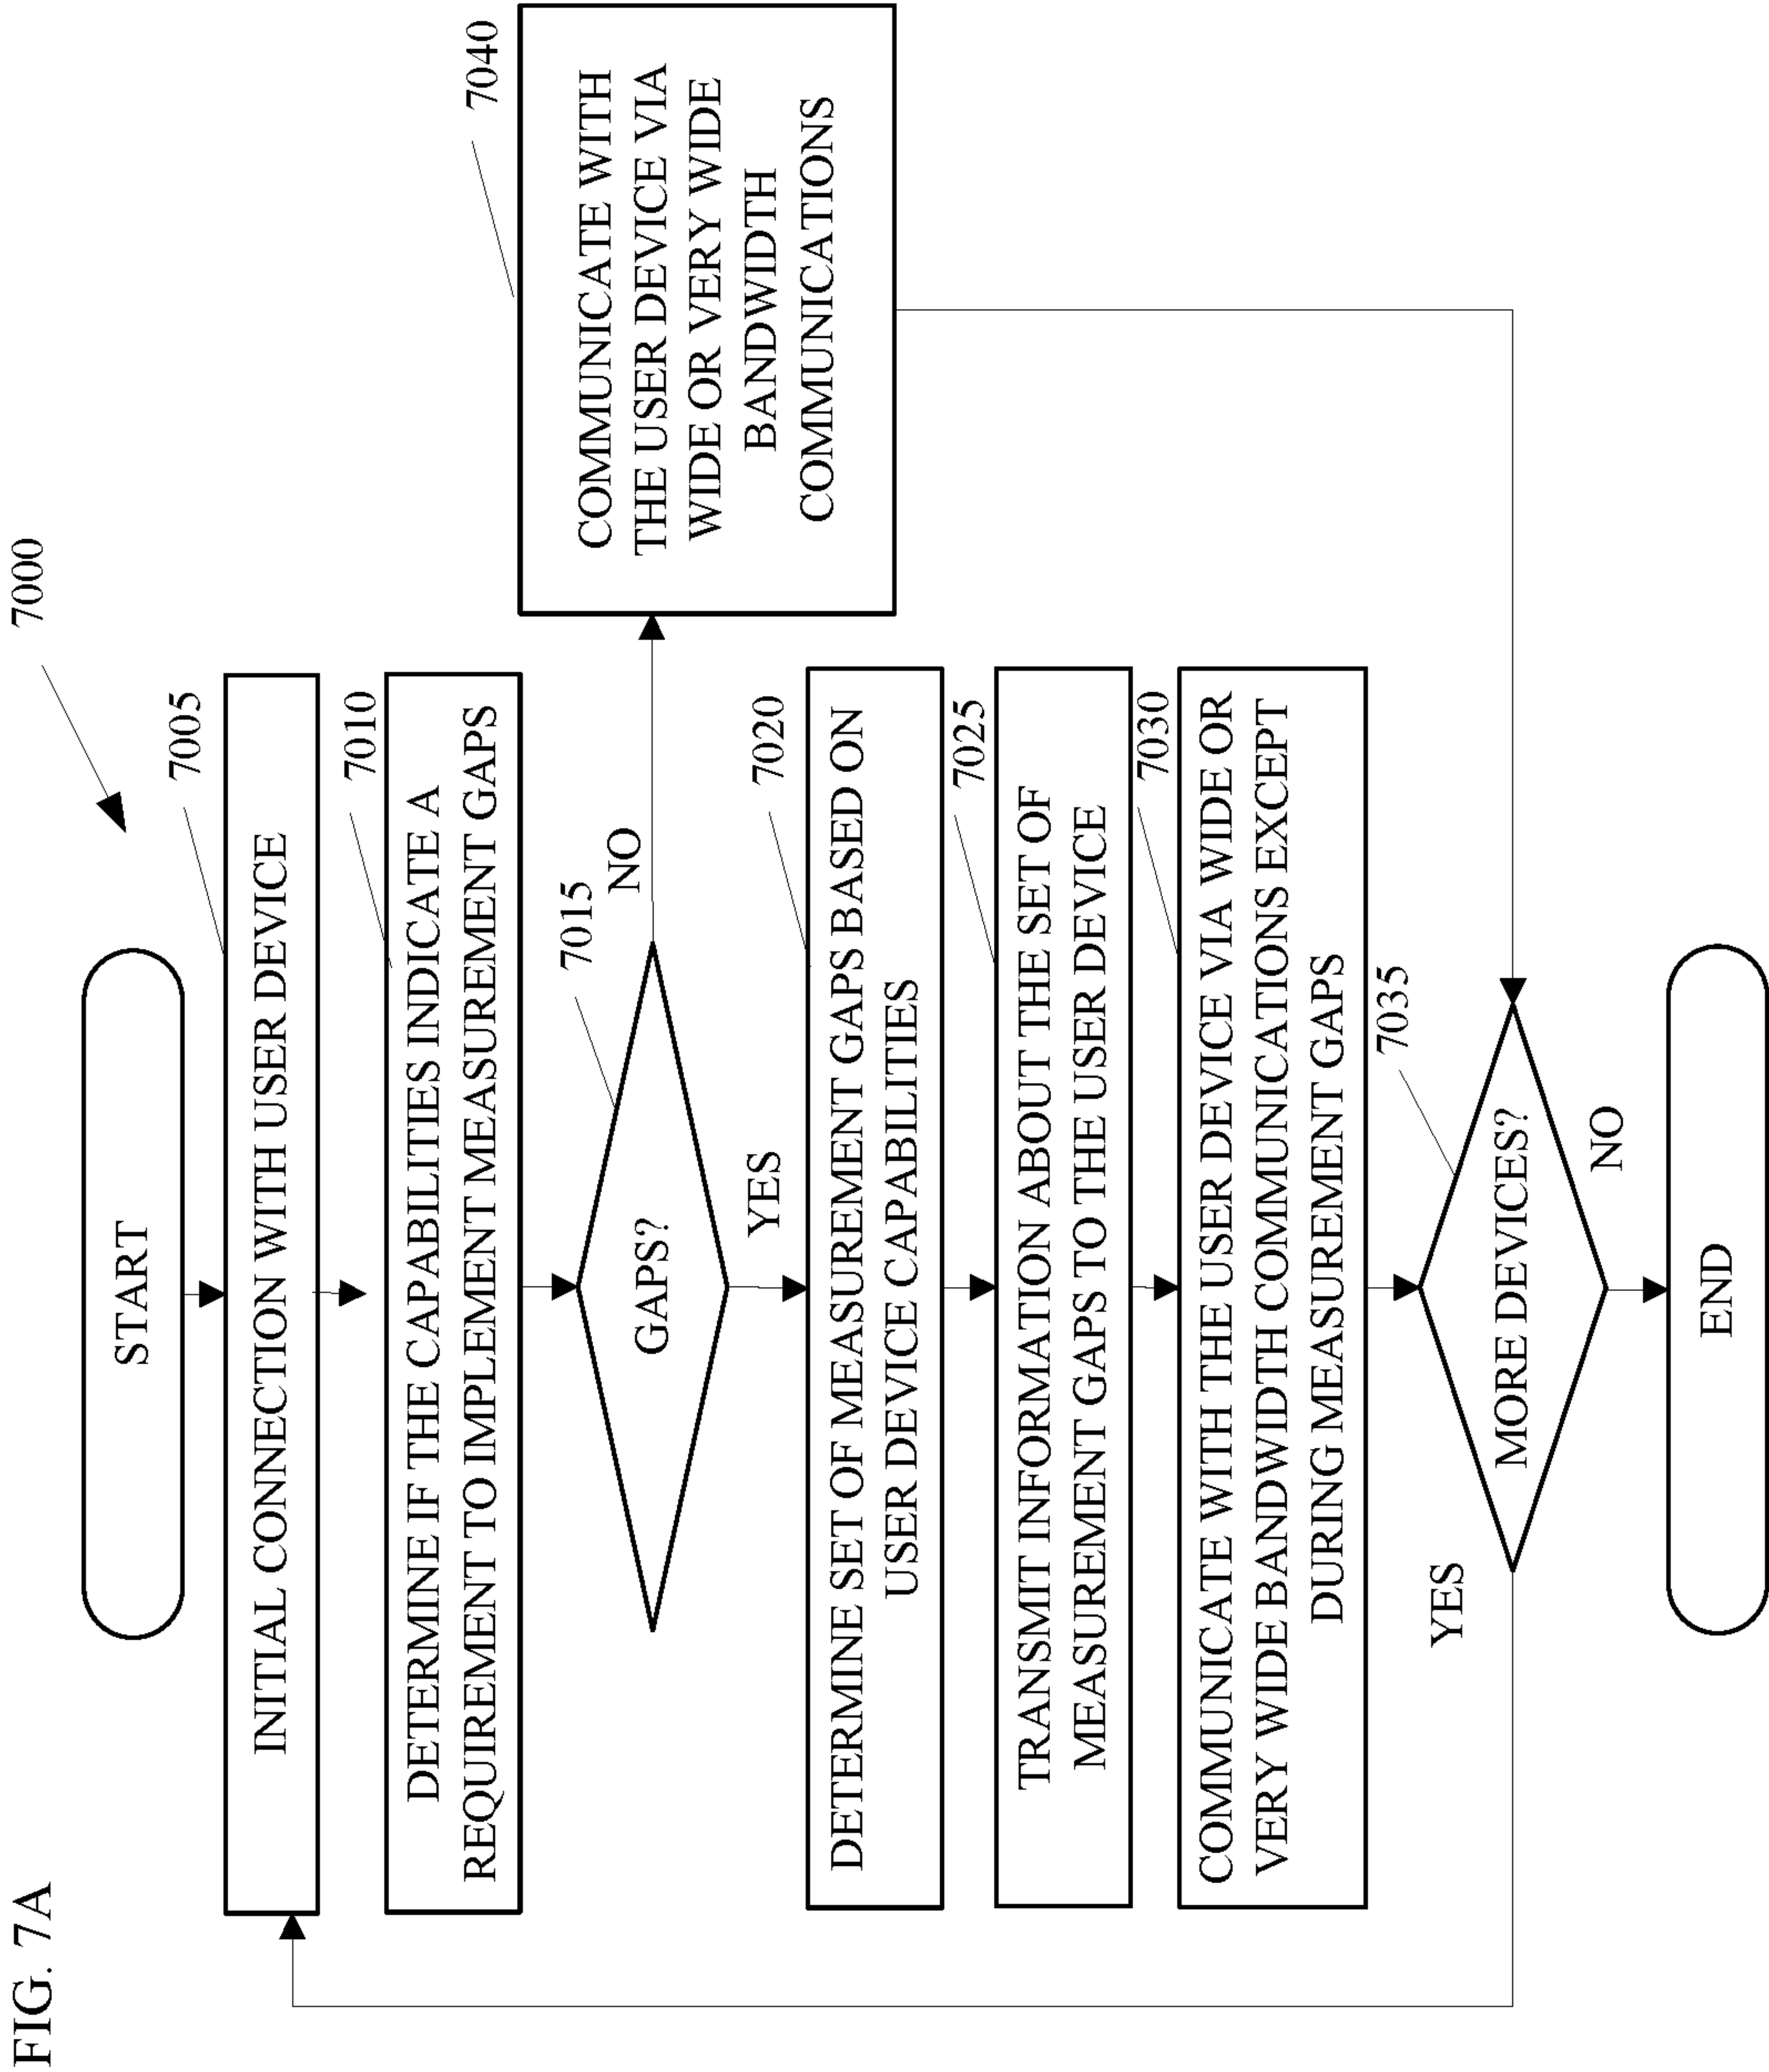 FIG. 7A
7000
START
7005
INITIAL CONNECTION WITH USER DEVICE
7010
DETERMINE IF THE CAPABILITIES INDICATE A
REQUIREMENT TO IMPLEMENT MEASUREMENT GAPS
7015
GAPS?
NO
YES
7040
COMMUNICATE WITH
THE USER DEVICE VIA
WIDE OR VERY WIDE
BANDWIDTH
COMMUNICATIONS
7020
DETERMINE SET OF MEASUREMENT GAPS BASED ON
USER DEVICE CAPABILITIES
7025
TRANSMIT INFORMATION ABOUT THE SET OF
MEASUREMENT GAPS TO THE USER DEVICE
7030
COMMUNICATE WITH THE USER DEVICE VIA WIDE OR
VERY WIDE BANDWIDTH COMMUNICATIONS EXCEPT
DURING MEASUREMENT GAPS
7035
YES
MORE DEVICES?
NO
END